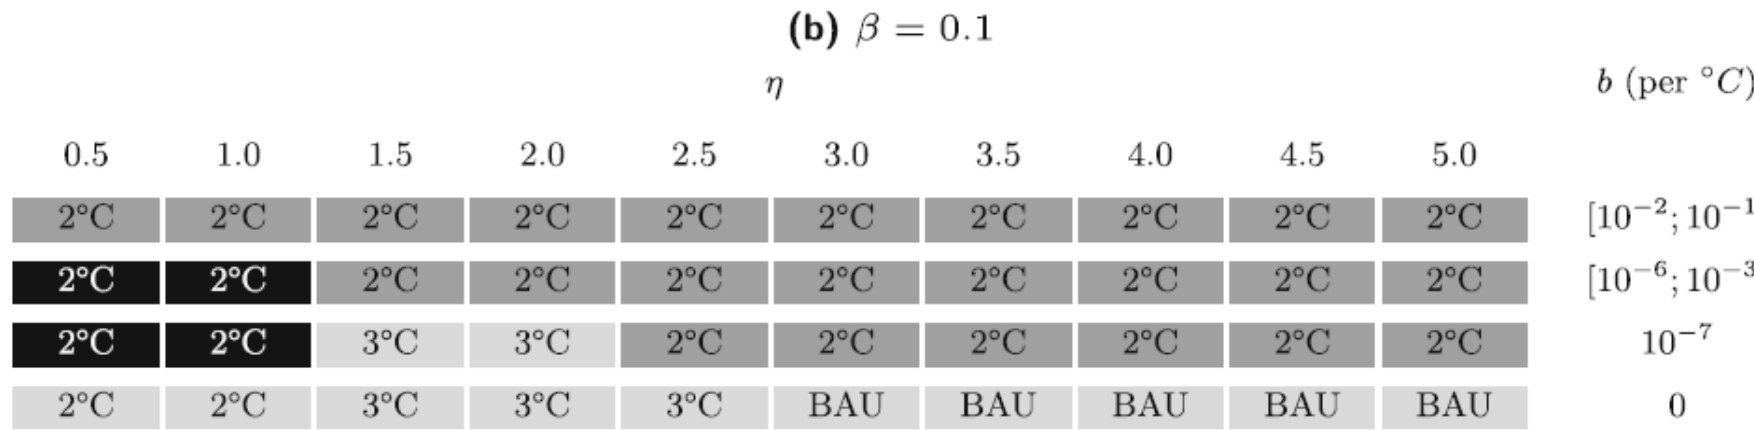 (b) β = 0.1
η b (per °C)
0.5 1.0 1.5 2.0 2.5 3.0 3.5 4.0 4.5 5.0
2°C 2°C 2°C 2°C 2°C 2°C 2°C 2°C 2°C 2°C [10⁻²; 10⁻¹
2°C 2°C 2°C 2°C 2°C 2°C 2°C 2°C 2°C 2°C [10⁻⁶; 10⁻³
2°C 2°C 3°C 3°C 2°C 2°C 2°C 2°C 2°C 2°C 10⁻⁷
2°C 2°C 3°C 3°C 3°C BAU BAU BAU BAU BAU 0